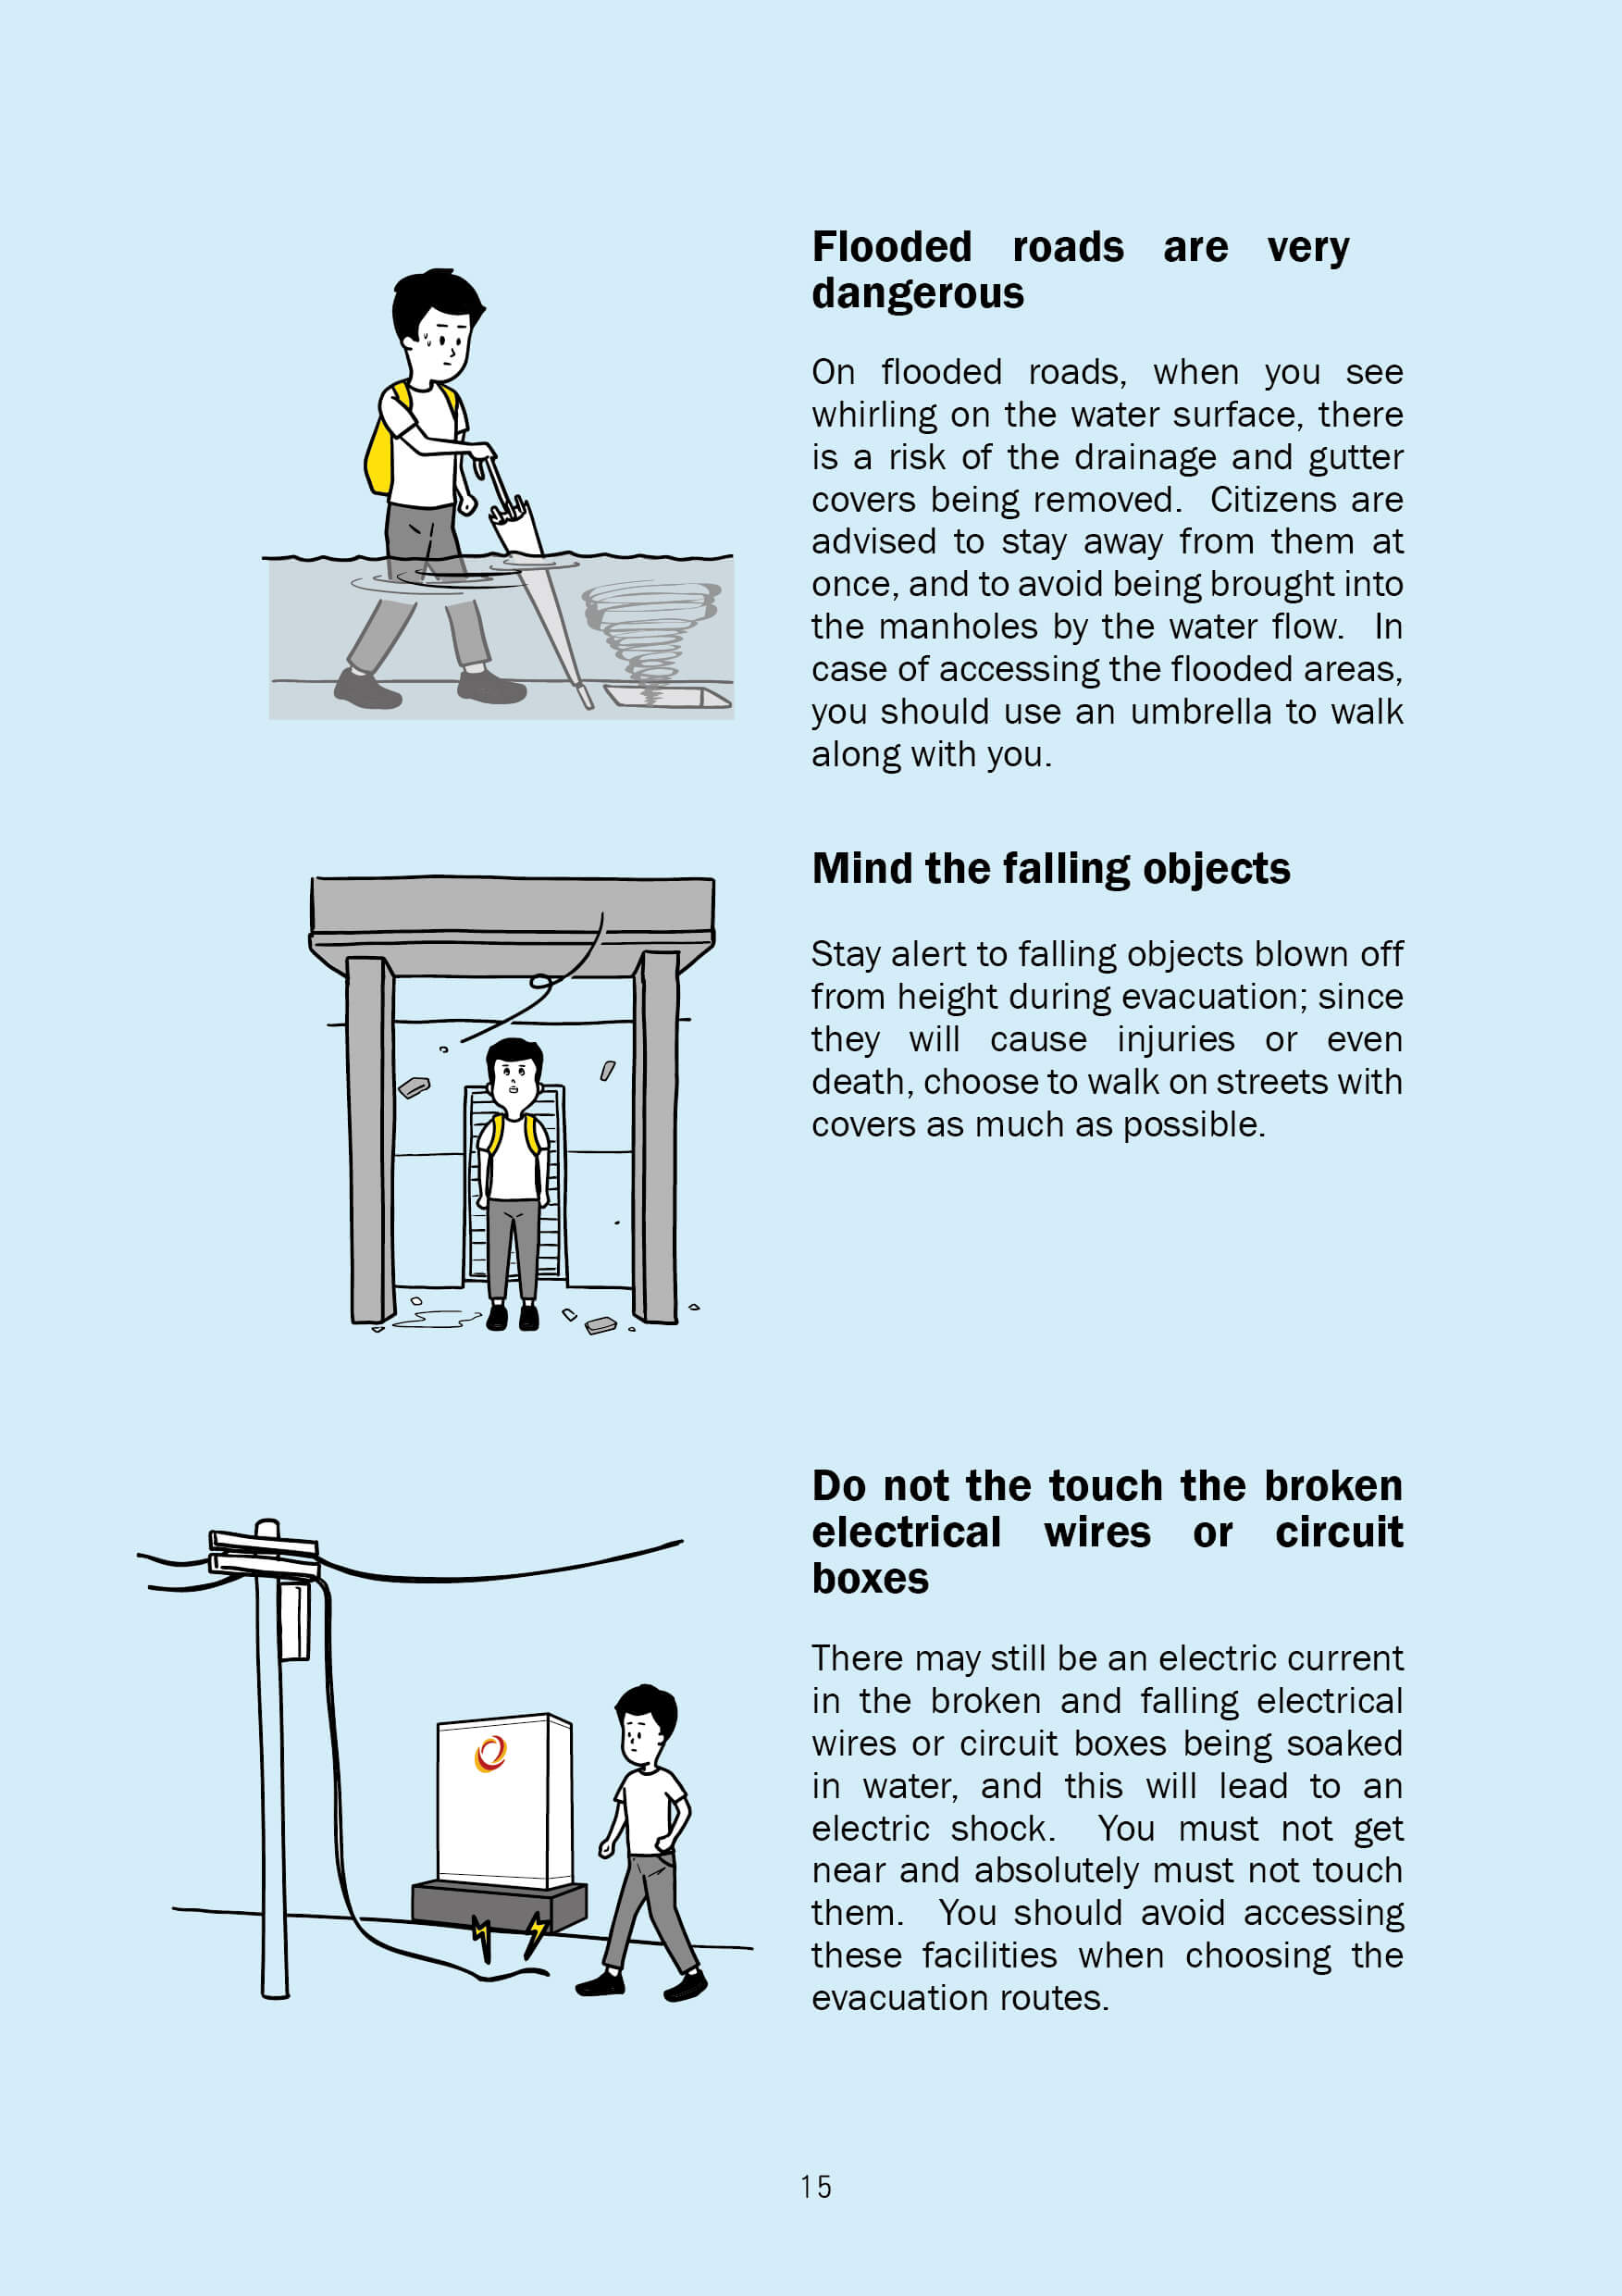 Flooded roads are very
dangerous
On flooded roads, when you see
whirling on the water surface, there
is a risk of the drainage and gutter
covers being removed. Citizens are
advised to stay away from them at
once, and to avoid being brought into
the manholes by the water flow. In
case of accessing the flooded areas,
you should use an umbrella to walk
along with you.
Mind the falling objects
Stay alert to falling objects blown off
from height during evacuation; since
they will cause injuries or even
death, choose to walk on streets with
covers as much as possible.
Do not the touch the broken
electrical wires or circuit
boxes
There may still be an electric current
in the broken and falling electrical
wires or circuit boxes being soaked
in water, and this will lead to an
electric shock. You must not get
near and absolutely must not touch
them. You should avoid accessing
these facilities when choosing the
evacuation routes.
15